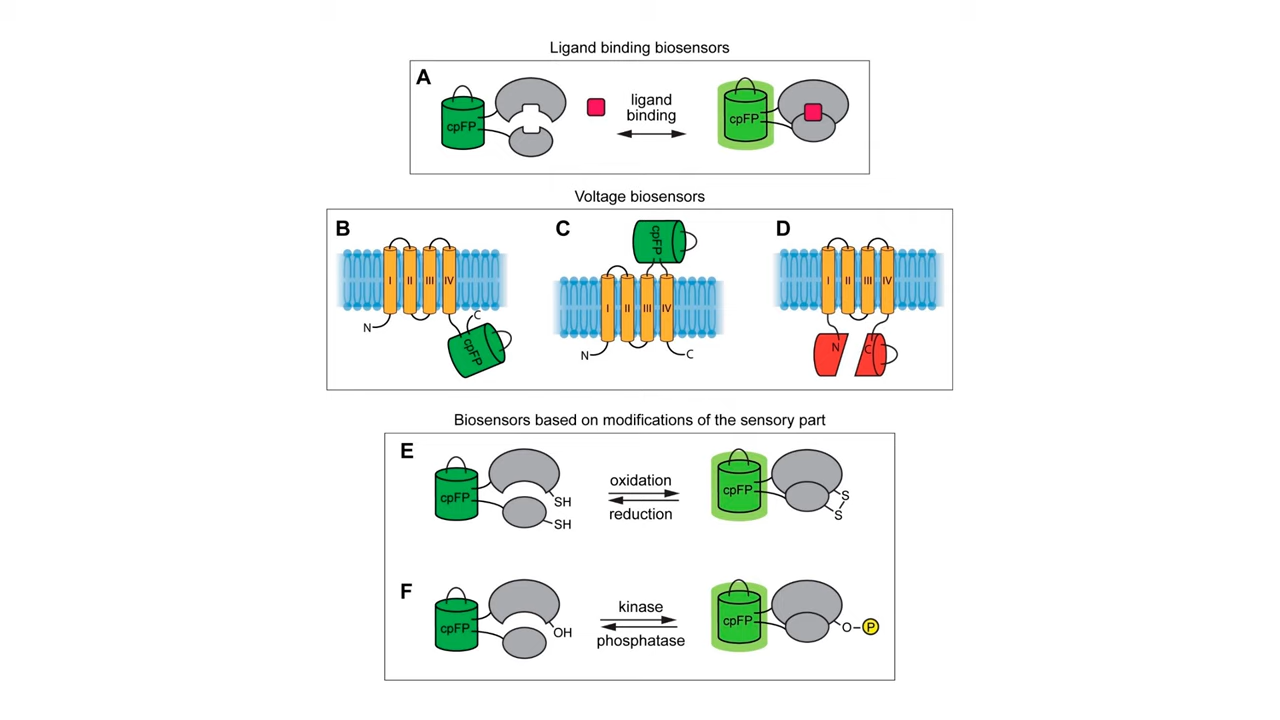 Ligand binding biosensors
A
cpFP
ligand
binding
cpFP
Voltage biosensors
B
I II III IV
N
C
cpFP
C
cpFP
I II III IV
N
C
D
I II III IV
N
C
Biosensors based on modifications of the sensory part
E
cpFP
SH
SH
oxidation
reduction
cpFP
S
S
F
cpFP
OH
kinase
phosphatase
cpFP
O
P